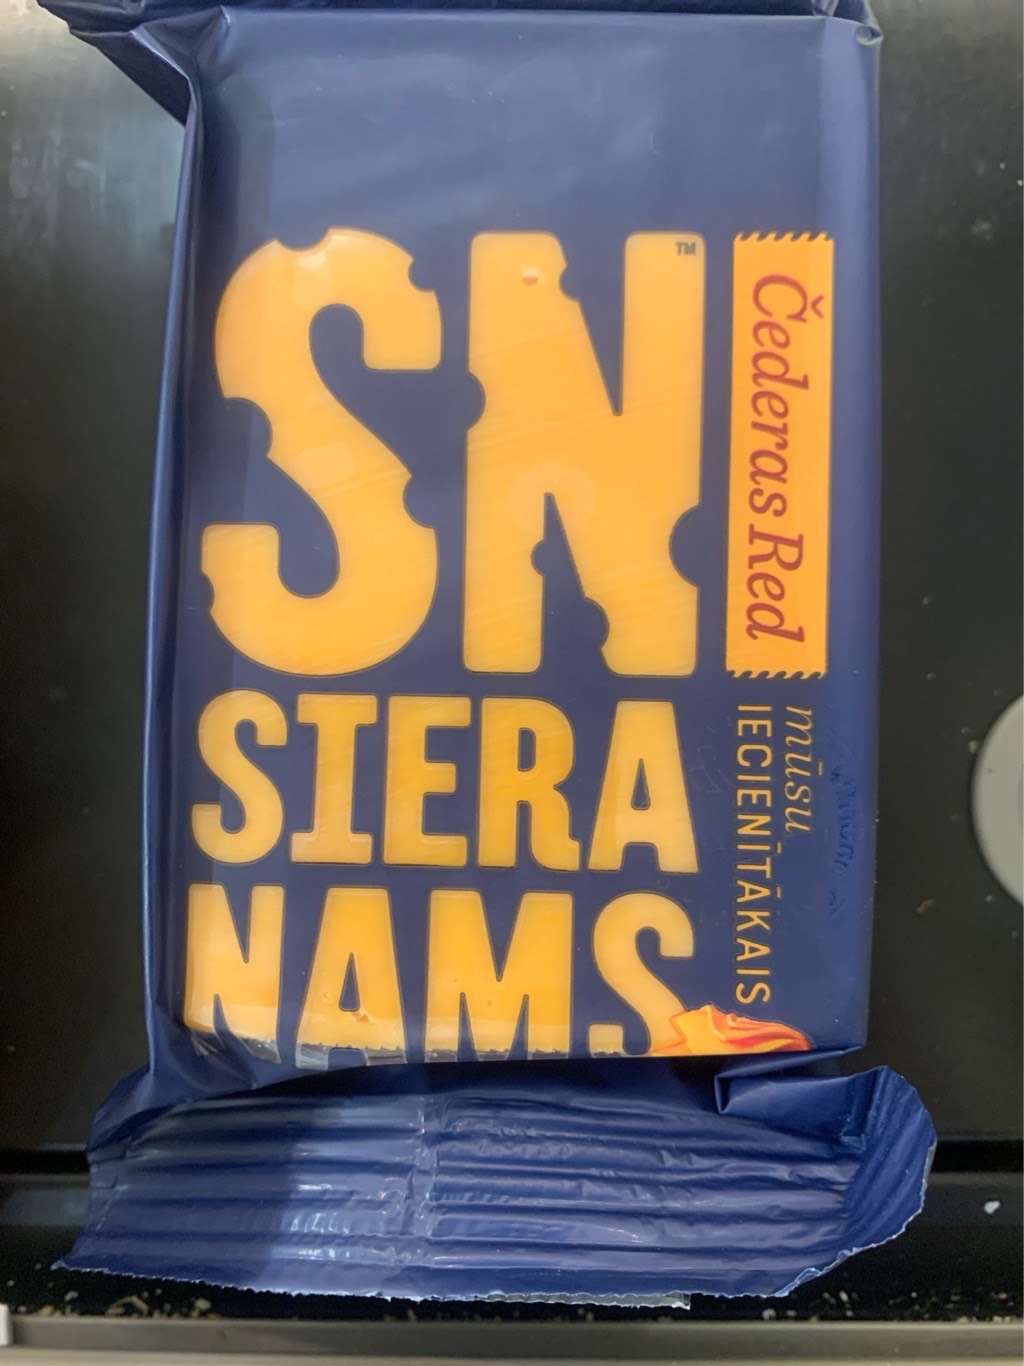 SN
™
SIERA
NAMS
Čederas Red
mūsu
IECIENĪTĀKAIS